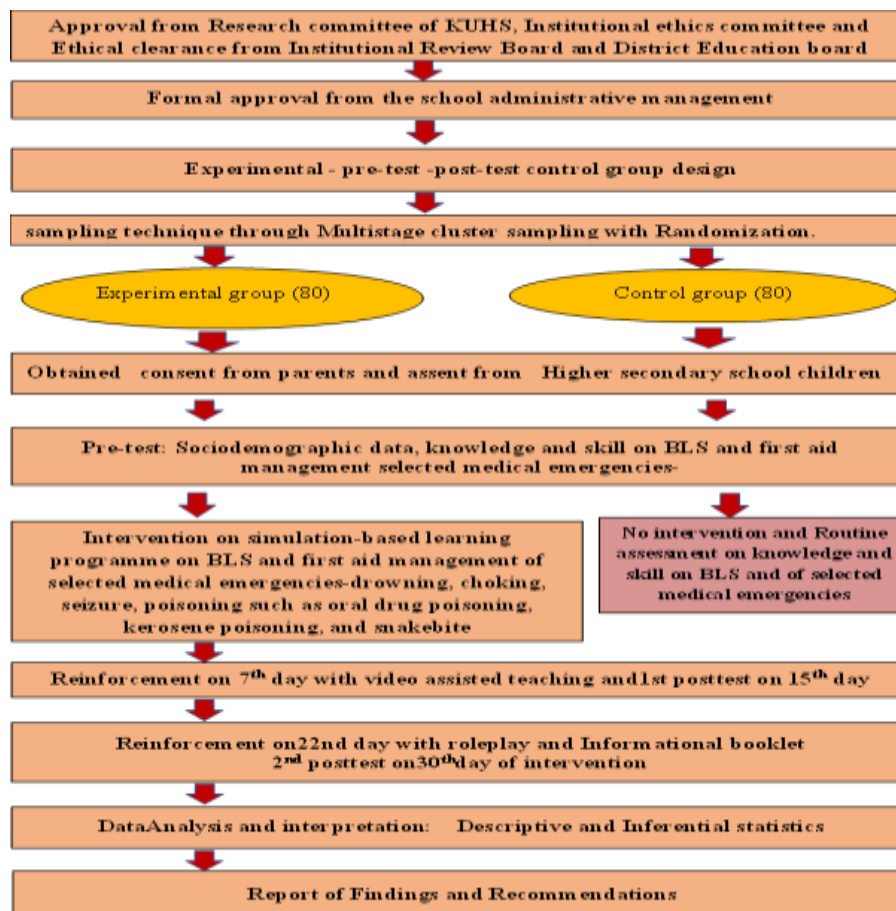 Approval from Research committee of KUHS, Institutional ethics committee and
Ethical clearance from Institutional Review Board and District Education board
Formal approval from the school administrative management
Experimental - pre-test -post-test control group design
sampling technique through Multistage cluster sampling with Randomization.
Experimental group (80)
Control group (80)
Obtained consent from parents and assent from Higher secondary school children
Pre-test: Sociodemographic data, knowledge and skill on BLS and first aid
management selected medical emergencies-
Intervention on simulation-based learning
programme on BLS and first aid management of
selected medical emergencies-drowning, choking,
seizure, poisoning such as oral drug poisoning,
kerosene poisoning, and snakebite
No intervention and Routine
assessment on knowledge and
skill on BLS and of selected
medical emergencies
Reinforcement on 7th day with video assisted teaching and1st posttest on 15th day
Reinforcement on22nd day with roleplay and Informational booklet
2nd posttest on30thday of intervention
DataAnalysis and interpretation: Descriptive and Inferential statistics
Report of Findings and Recommendations